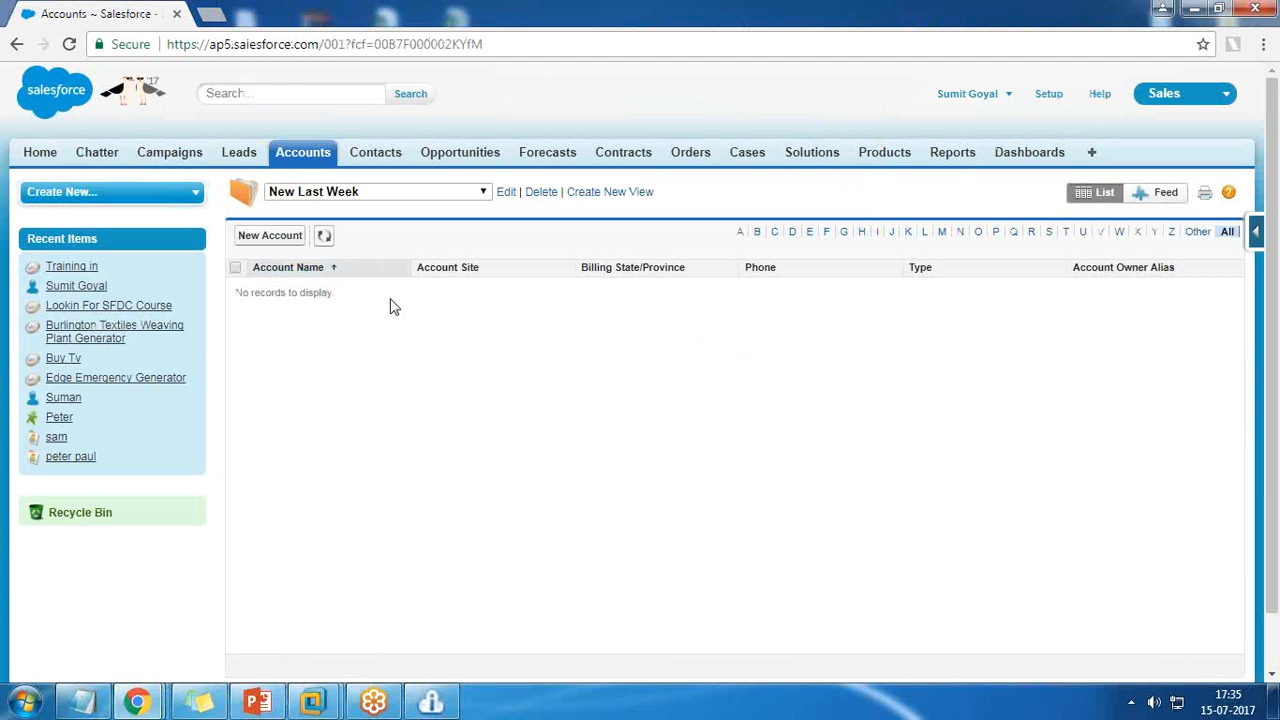 Accounts ~ Salesforce -
Secure https://ap5.salesforce.com/001?fcf=00B7F000002KYfM
salesforce '17 Search... Search Sumit Goyal Setup Help Sales
Home Chatter Campaigns Leads Accounts Contacts Opportunities Forecasts Contracts Orders Cases Solutions Products Reports Dashboards +
Create New... New Last Week Edit | Delete | Create New View List Feed ?
Recent Items
Training in
Sumit Goyal
Lookin For SFDC Course
Burlington Textiles Weaving
Plant Generator
Buy Tv
Edge Emergency Generator
Suman
Peter
sam
peter paul
Recycle Bin
New Account A B C D E F G H I J K L M N O P Q R S T U V W X Y Z Other All
Account Name Account Site Billing State/Province Phone Type Account Owner Alias
No records to display.
17:35
15-07-2017